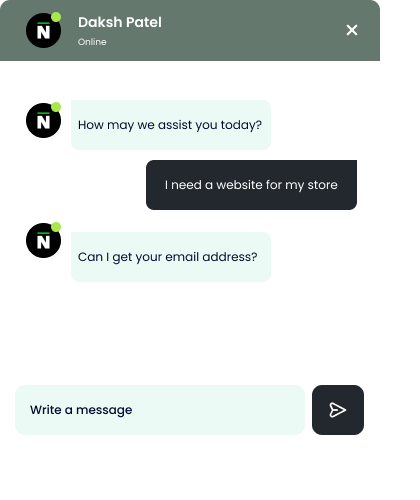 N
Daksh Patel
Online
N
How may we assist you today?
I need a website for my store
N
Can I get your email address?
Write a message